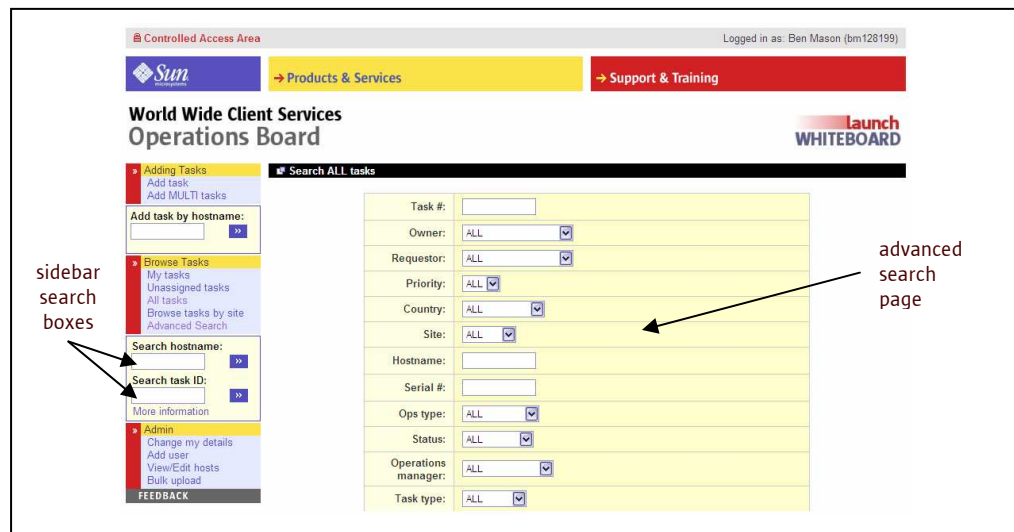 Controlled Access Area
Logged in as: Ben Mason (bm128199)
Sun
microsystems
→ Products & Services
→ Support & Training
World Wide Client Services
Operations Board
launch
WHITEBOARD
» Adding Tasks
Add task
Add MULTI tasks
Add task by hostname:
»
» Browse Tasks
My tasks
Unassigned tasks
All tasks
Browse tasks by site
Advanced Search
Search hostname:
»
Search task ID:
»
More information
» Admin
Change my details
Add user
View/Edit hosts
Bulk upload
FEEDBACK
Search ALL tasks
Task #:
Owner: ALL
Requestor: ALL
Priority: ALL
Country: ALL
Site: ALL
Hostname:
Serial #:
Ops type: ALL
Status: ALL
Operations
manager: ALL
Task type: ALL
sidebar
search
boxes
advanced
search
page